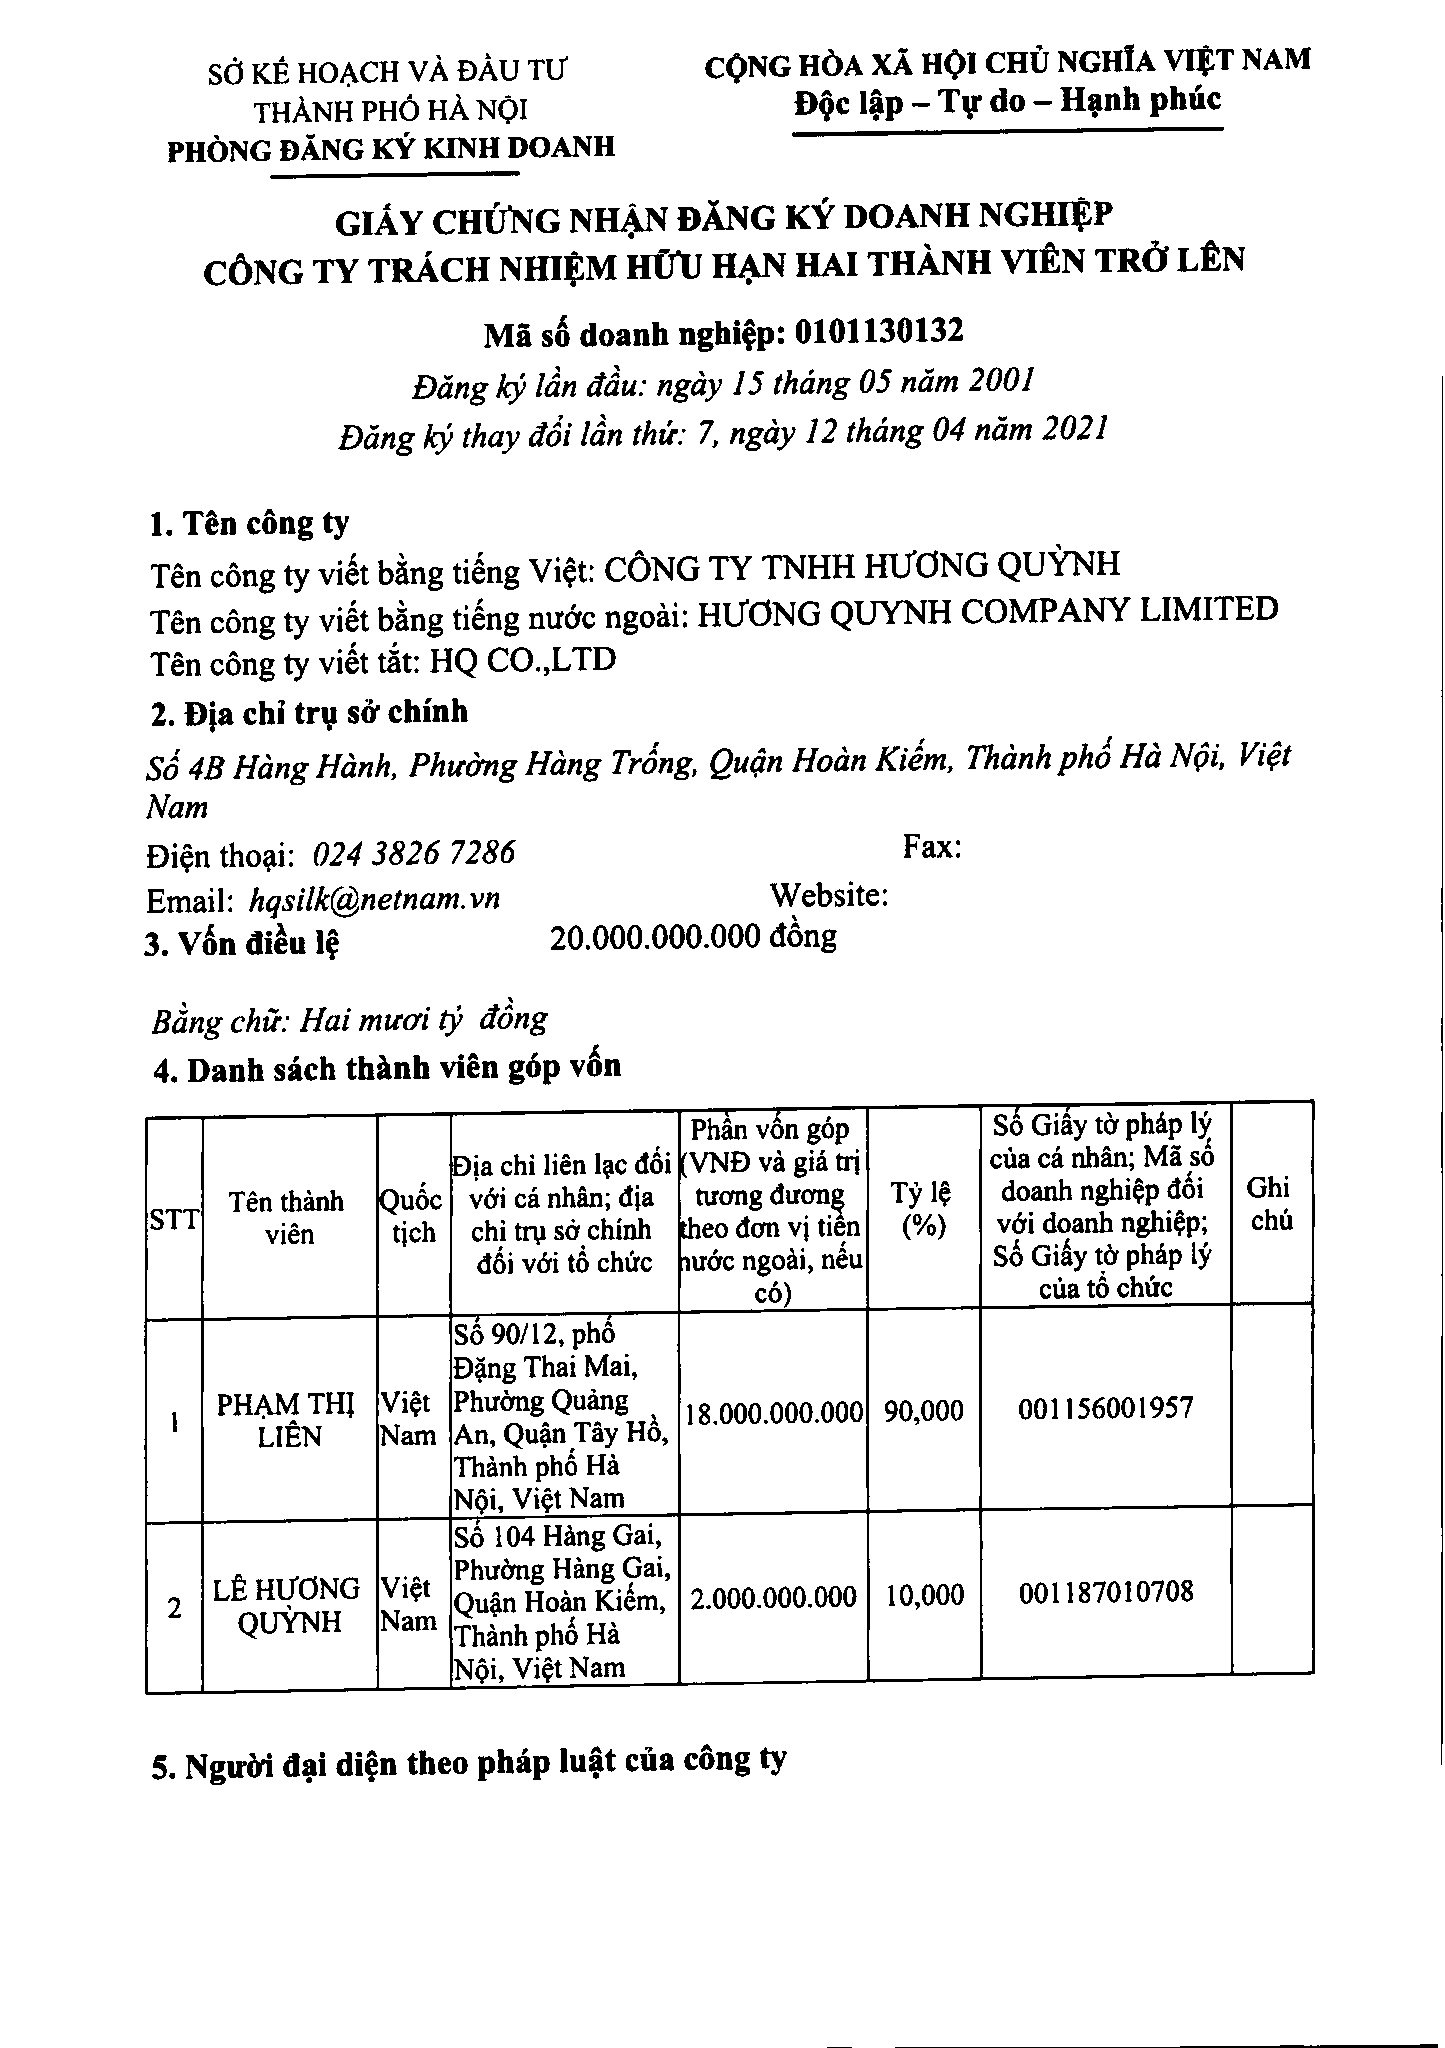 SỞ KẾ HOẠCH VÀ ĐẦU TƯ
THÀNH PHỐ HÀ NỘI
PHÒNG ĐĂNG KÝ KINH DOANH
CỘNG HÒA XÃ HỘI CHỦ NGHĨA VIỆT NAM
Độc lập – Tự do – Hạnh phúc
GIẤY CHỨNG NHẬN ĐĂNG KÝ DOANH NGHIỆP
CÔNG TY TRÁCH NHIỆM HỮU HẠN HAI THÀNH VIÊN TRỞ LÊN
Mã số doanh nghiệp: 0101130132
Đăng ký lần đầu: ngày 15 tháng 05 năm 2001
Đăng ký thay đổi lần thứ: 7, ngày 12 tháng 04 năm 2021
1. Tên công ty
Tên công ty viết bằng tiếng Việt: CÔNG TY TNHH HƯƠNG QUỲNH
Tên công ty viết bằng tiếng nước ngoài: HƯƠNG QUYNH COMPANY LIMITED
Tên công ty viết tắt: HQ CO.,LTD
2. Địa chỉ trụ sở chính
Số 4B Hàng Hành, Phường Hàng Trống, Quận Hoàn Kiếm, Thành phố Hà Nội, Việt
Nam
Điện thoại: 024 3826 7286 Fax:
Email: hqsilk@netnam.vn Website:
3. Vốn điều lệ 20.000.000.000 đồng
Bằng chữ: Hai mươi tỷ đồng
4. Danh sách thành viên góp vốn
STT
Tên thành
viên
Quốc
tịch
Địa chỉ liên lạc đối
với cá nhân; địa
chỉ trụ sở chính
đối với tổ chức
Phần vốn góp
(VNĐ và giá trị
tương đương
theo đơn vị tiền
nước ngoài, nếu
có)
Tỷ lệ
(%)
Số Giấy tờ pháp lý
của cá nhân; Mã số
doanh nghiệp đối
với doanh nghiệp;
Số Giấy tờ pháp lý
của tổ chức
Ghi
chú
1
PHẠM THỊ
LIÊN
Việt
Nam
Số 90/12, phố
Đặng Thai Mai,
Phường Quảng
An, Quận Tây Hồ,
Thành phố Hà
Nội, Việt Nam
18.000.000.000
90,000
001156001957
2
LÊ HƯƠNG
QUỲNH
Việt
Nam
Số 104 Hàng Gai,
Phường Hàng Gai,
Quận Hoàn Kiếm,
Thành phố Hà
Nội, Việt Nam
2.000.000.000
10,000
001187010708
5. Người đại diện theo pháp luật của công ty